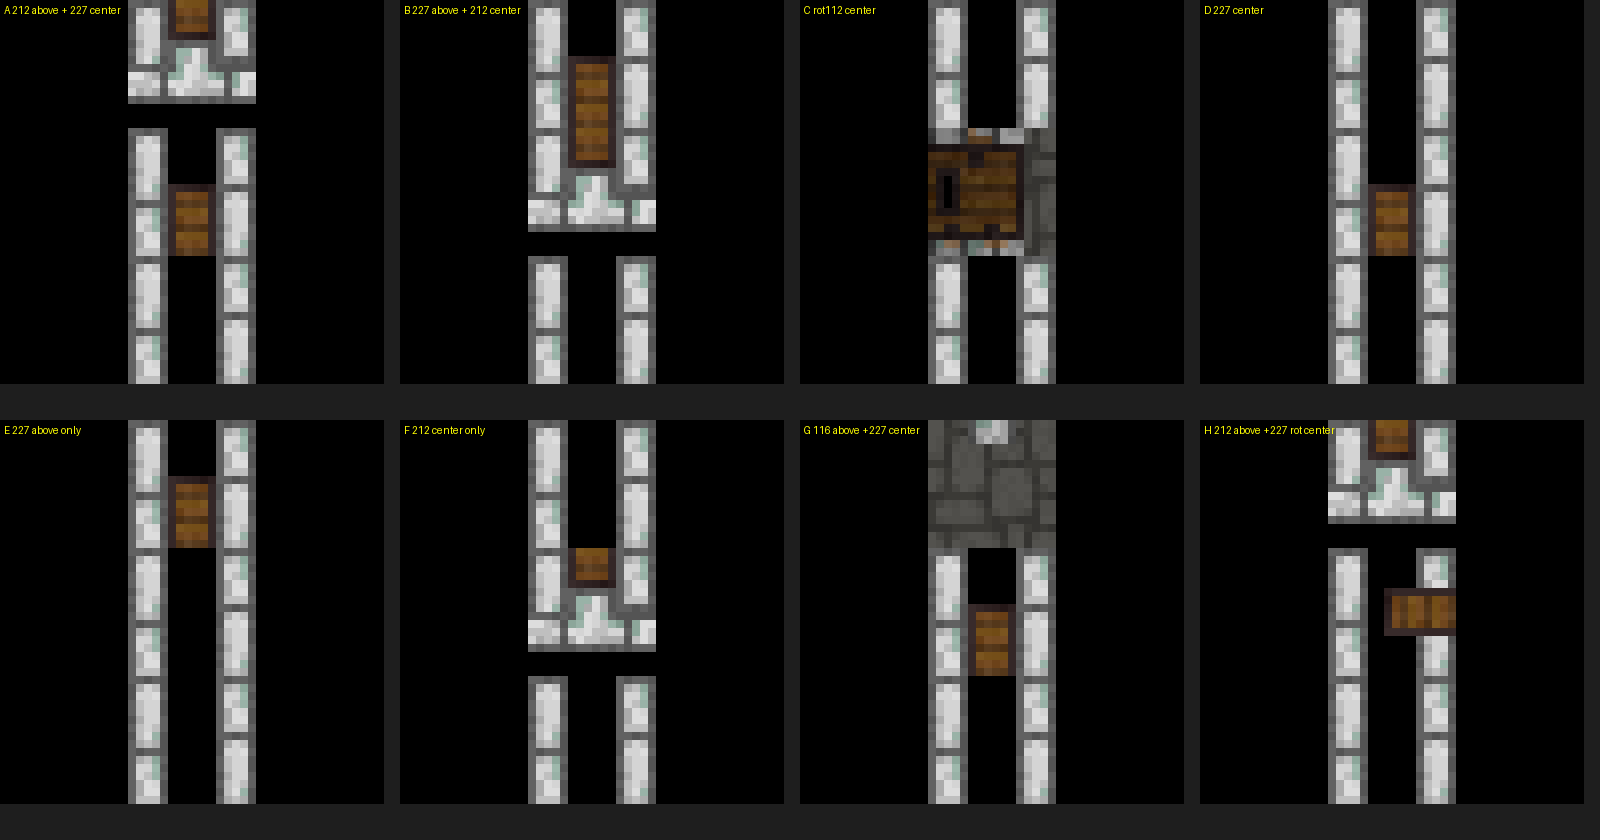 A 212 above + 227 center
B 227 above + 212 center
C rot112 center
D 227 center
E 227 above only
F 212 center only
G 116 above +227 center
H 212 above +227 rot center